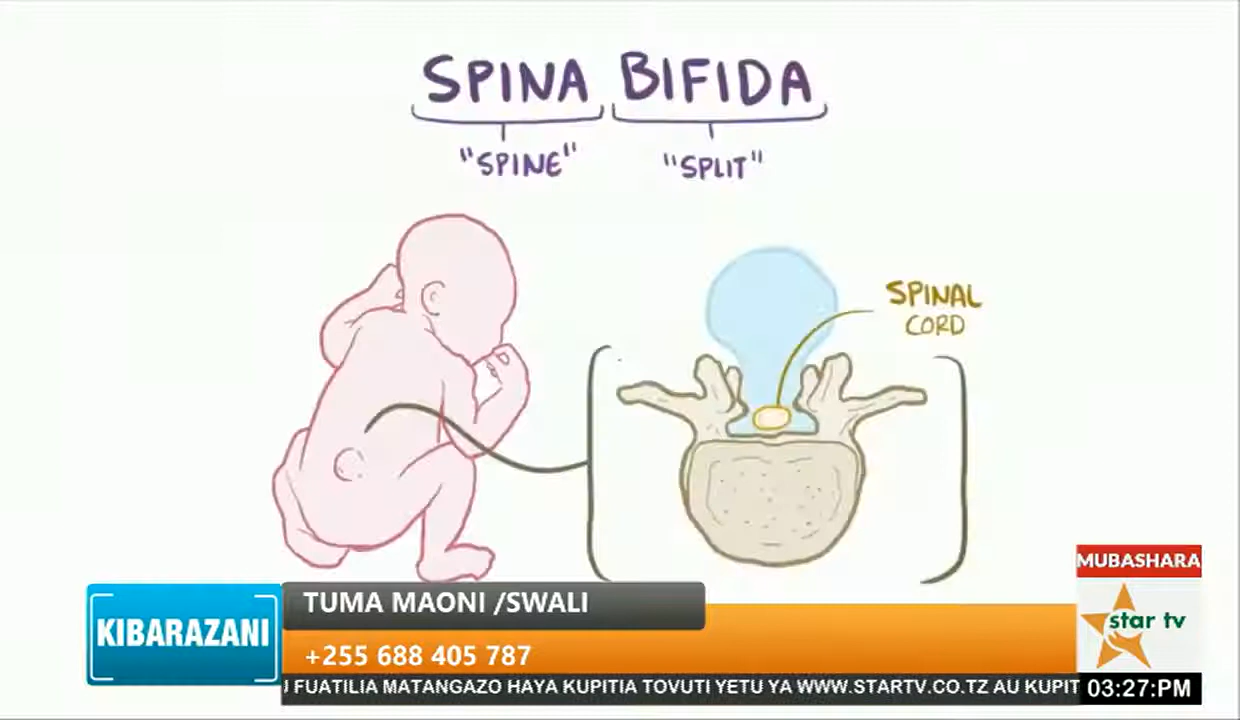 SPINA BIFIDA
"SPINE" "SPLIT"
SPINAL
CORD
MUBASHARA
star tv
KIBARAZANI
TUMA MAONI /SWALI
+255 688 405 787
FUATILIA MATANGAZO HAYA KUPITIA TOVUTI YETU YA WWW.STARTV.CO.TZ AU KUPIT
03:27:PM